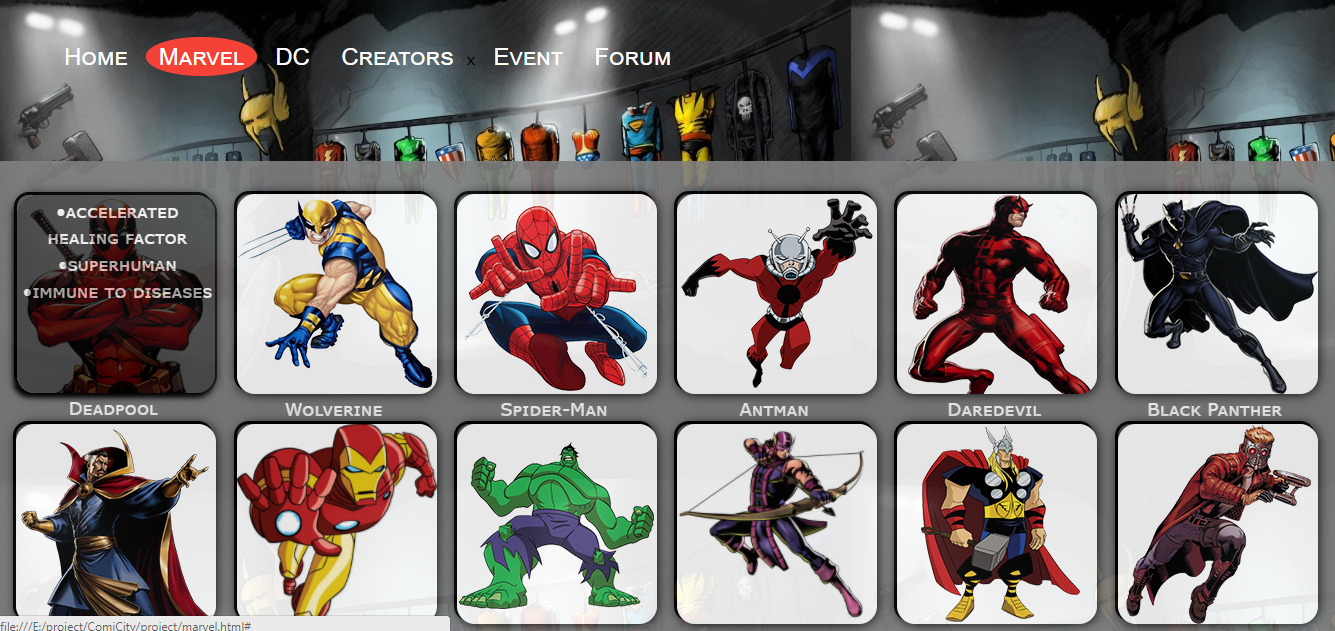 Home Marvel DC Creators x Event Forum
•ACCELERATED
HEALING FACTOR
•SUPERHUMAN
•IMMUNE TO DISEASES
Deadpool Wolverine Spider-Man Antman Daredevil Black Panther
file:///E:/project/ComiCity/project/marvel.html#